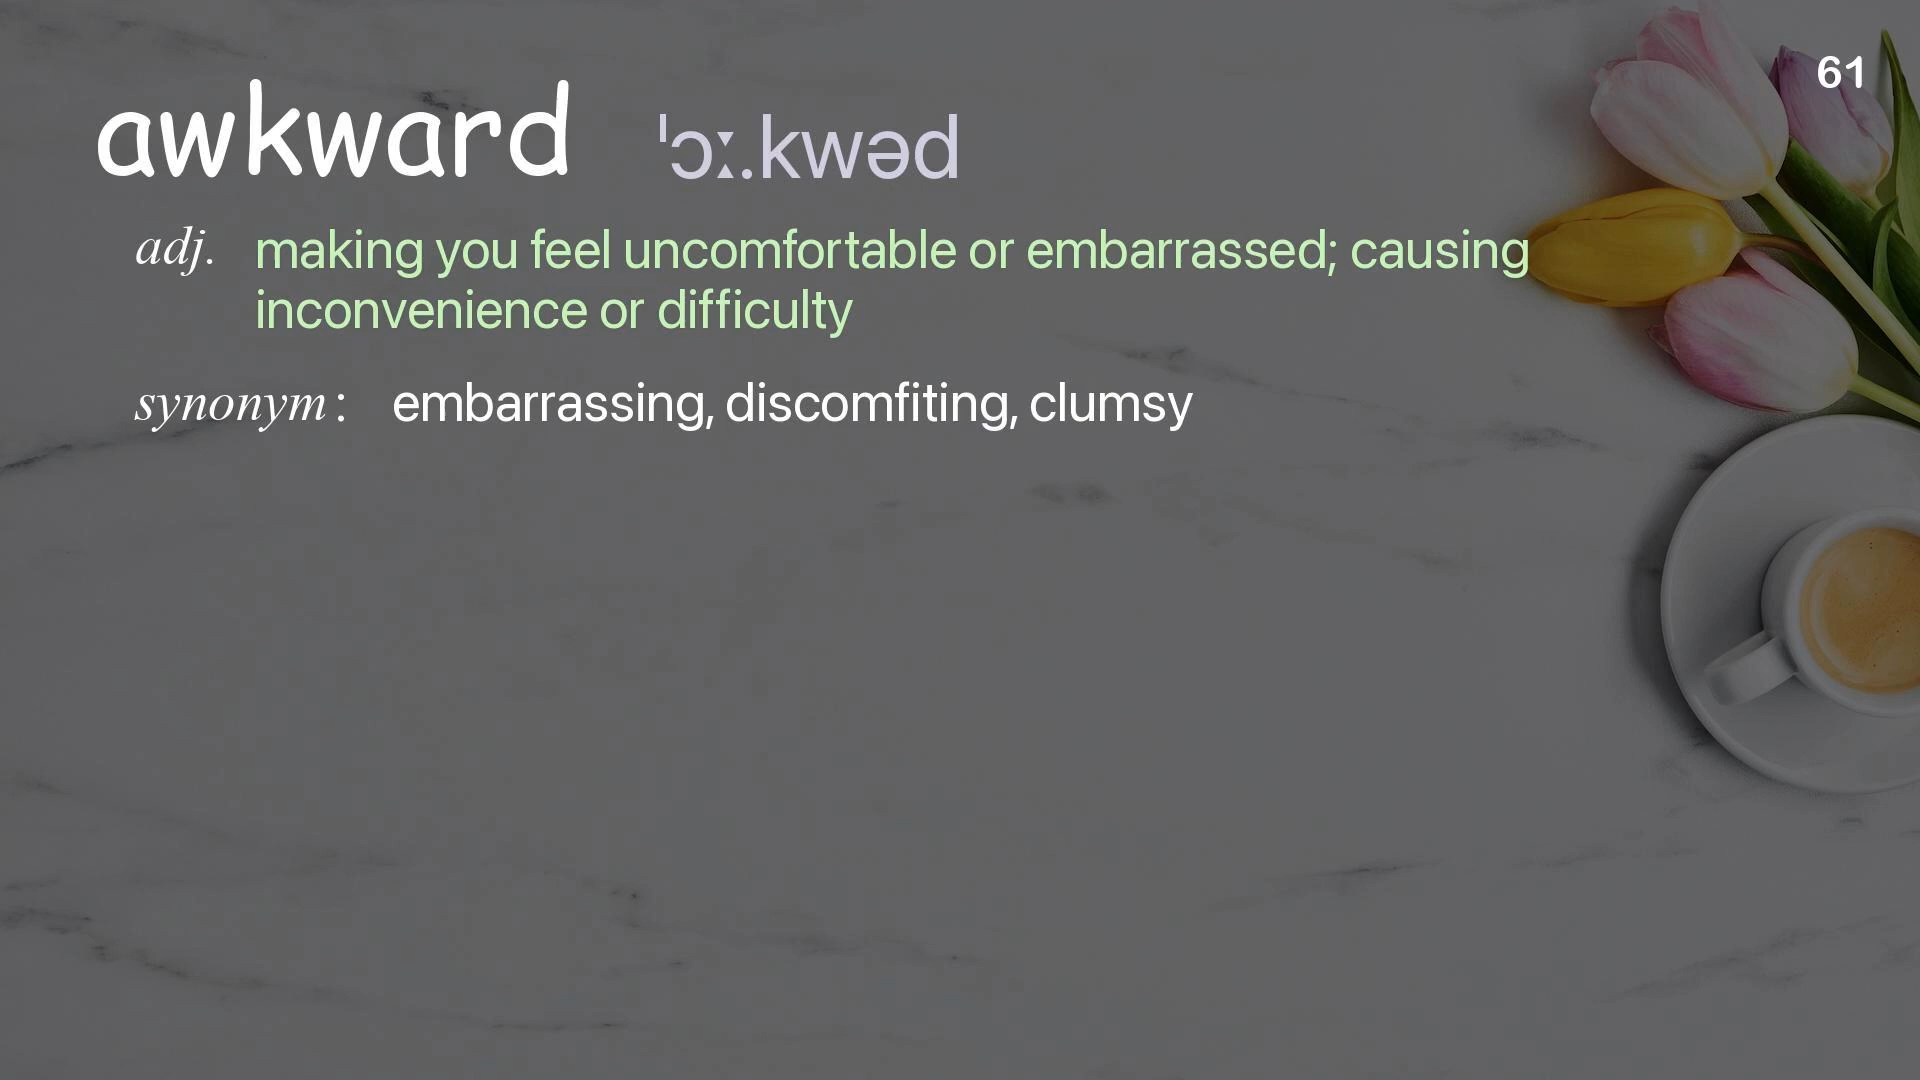 61
awkward ˈɔː.kwəd
adj. making you feel uncomfortable or embarrassed; causing
inconvenience or difficulty
synonym: embarrassing, discomfiting, clumsy